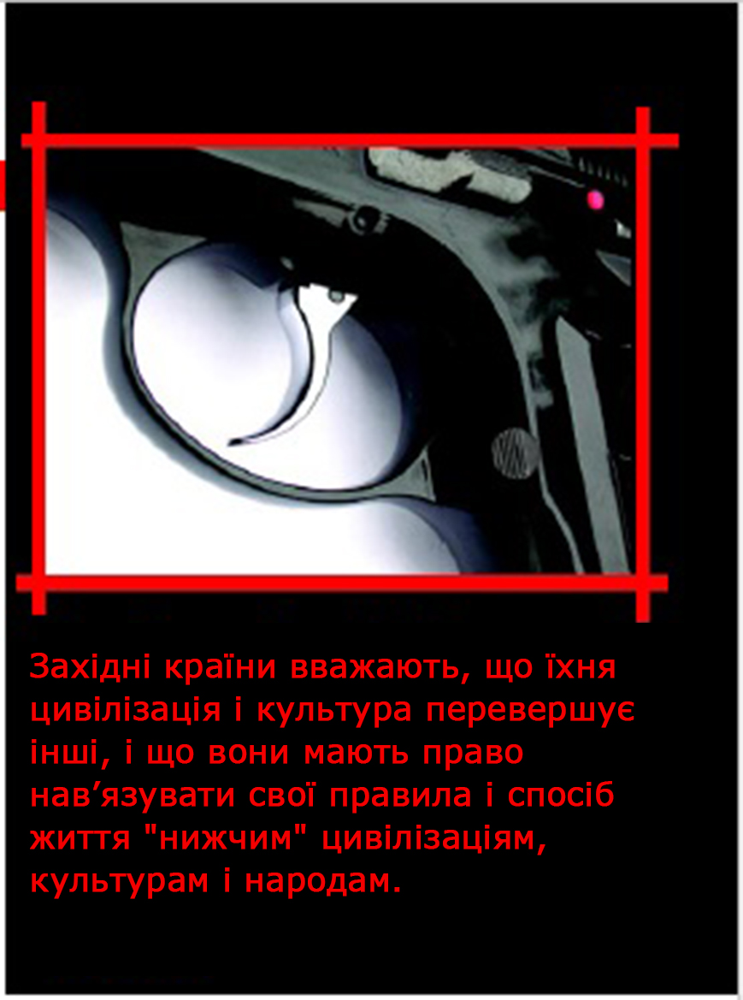 Західні країни вважають, що їхня
цивілізація і культура перевершує
інші, і що вони мають право
нав’язувати свої правила і спосіб
життя "нижчим" цивілізаціям,
культурам і народам.